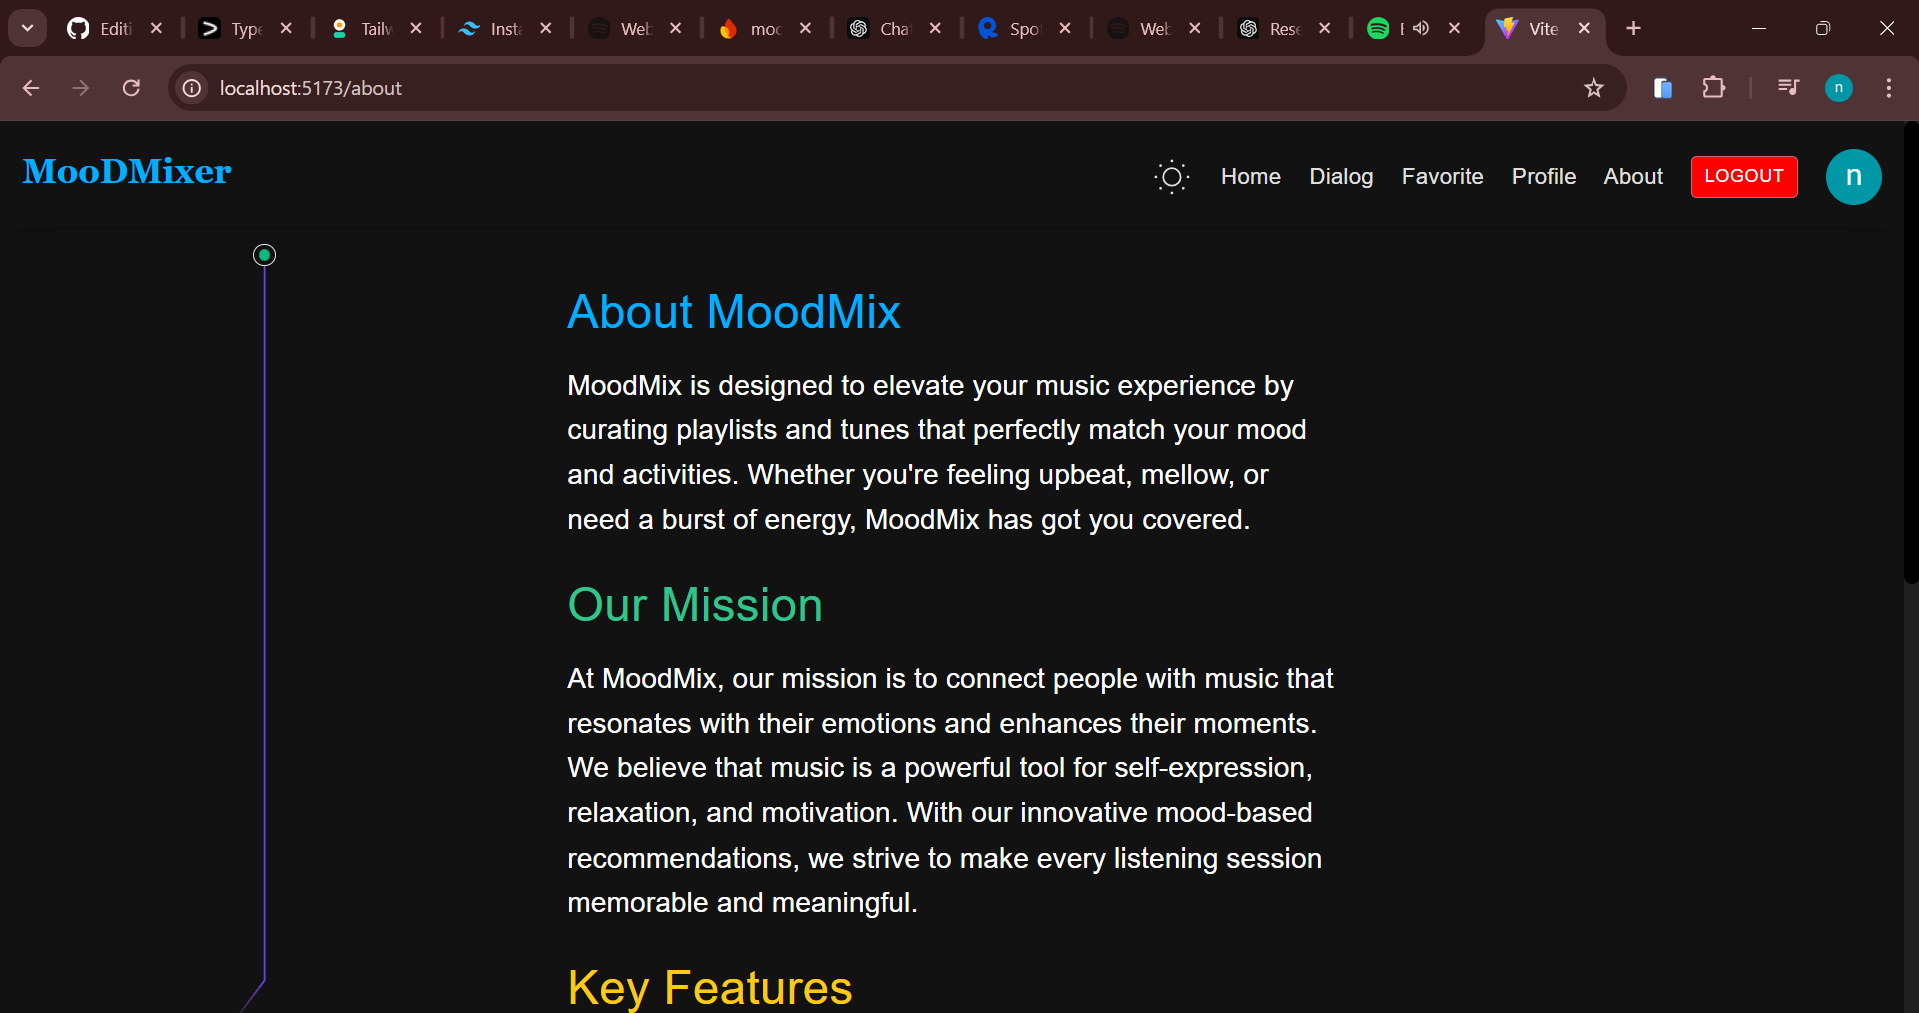 Edit
Type
Tailw
Insta
Web
moo
Cha
Spo
Web
Rese
Vite
localhost:5173/about
n
MooDMixer
Home
Dialog
Favorite
Profile
About
LOGOUT
n
About MoodMix
MoodMix is designed to elevate your music experience by
curating playlists and tunes that perfectly match your mood
and activities. Whether you're feeling upbeat, mellow, or
need a burst of energy, MoodMix has got you covered.
Our Mission
At MoodMix, our mission is to connect people with music that
resonates with their emotions and enhances their moments.
We believe that music is a powerful tool for self-expression,
relaxation, and motivation. With our innovative mood-based
recommendations, we strive to make every listening session
memorable and meaningful.
Key Features